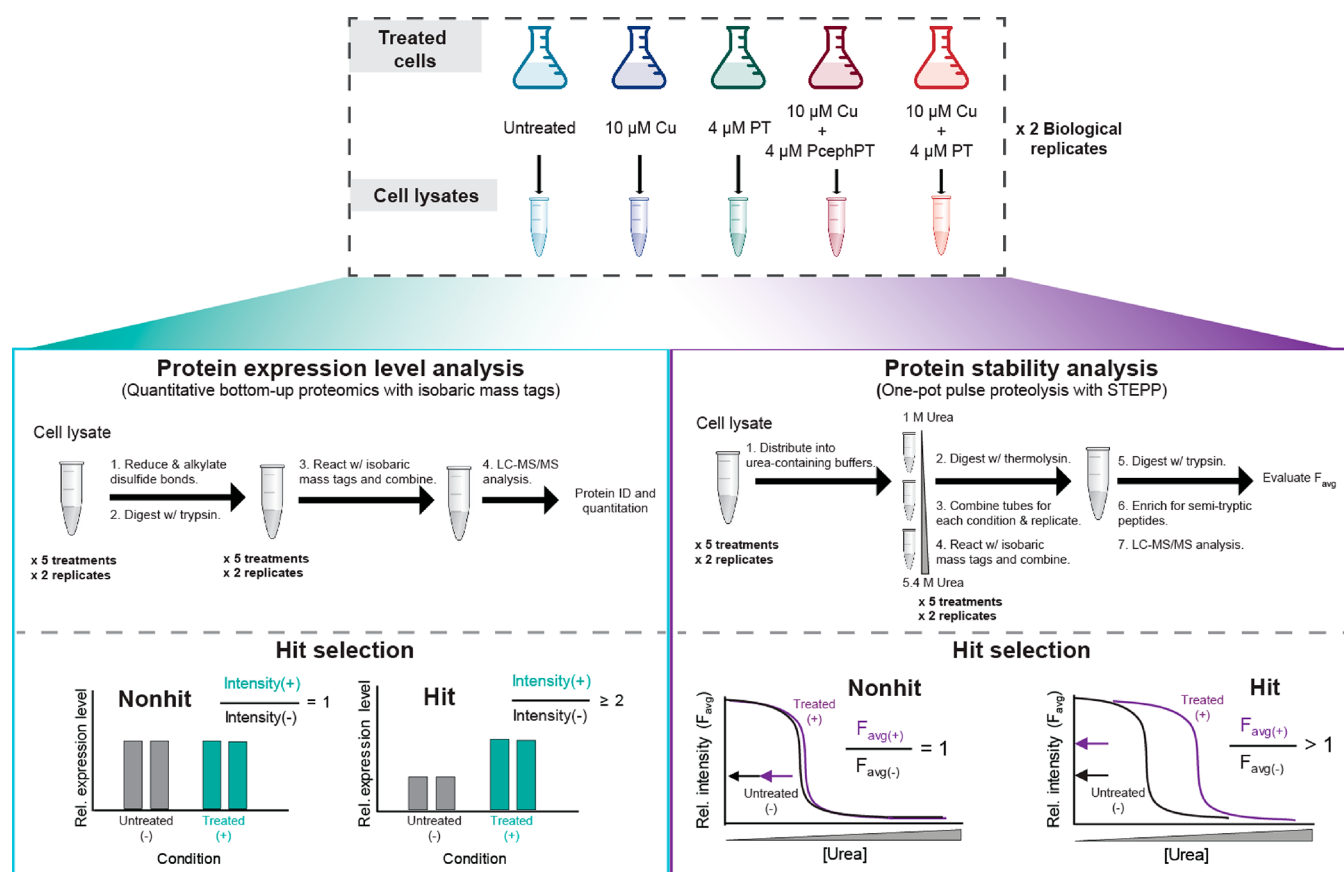 Treated
cells
Untreated
10 µM Cu
4 µM PT
10 µM Cu
+
4 µM PcephPT
10 µM Cu
+
4 µM PT
x 2 Biological
replicates
Cell lysates
Protein expression level analysis
(Quantitative bottom-up proteomics with isobaric mass tags)
Cell lysate
1. Reduce & alkylate
disulfide bonds.
2. Digest w/ trypsin.
3. React w/ isobaric
mass tags and combine.
4. LC-MS/MS
analysis.
Protein ID and
quantitation
x 5 treatments
x 2 replicates
x 5 treatments
x 2 replicates
Hit selection
Rel. expression level
Nonhit
Intensity(+)
Intensity(-)
= 1
Untreated
(-)
Treated
(+)
Condition
Rel. expression level
Hit
Intensity(+)
Intensity(-)
≥ 2
Untreated
(-)
Treated
(+)
Condition
Protein stability analysis
(One-pot pulse proteolysis with STEPP)
Cell lysate
1. Distribute into
urea-containing buffers.
1 M Urea
5.4 M Urea
2. Digest w/ thermolysin.
3. Combine tubes for
each condition & replicate.
4. React w/ isobaric
mass tags and combine.
5. Digest w/ trypsin.
6. Enrich for semi-tryptic
peptides.
7. LC-MS/MS analysis.
Evaluate Favg
x 5 treatments
x 2 replicates
x 5 treatments
x 2 replicates
Hit selection
Rel. intensity (Favg)
Nonhit
Treated
(+)
Untreated
(-)
Favg(+)
Favg(-)
= 1
[Urea]
Rel. intensity (Favg)
Hit
Treated
(+)
Untreated
(-)
Favg(+)
Favg(-)
> 1
[Urea]